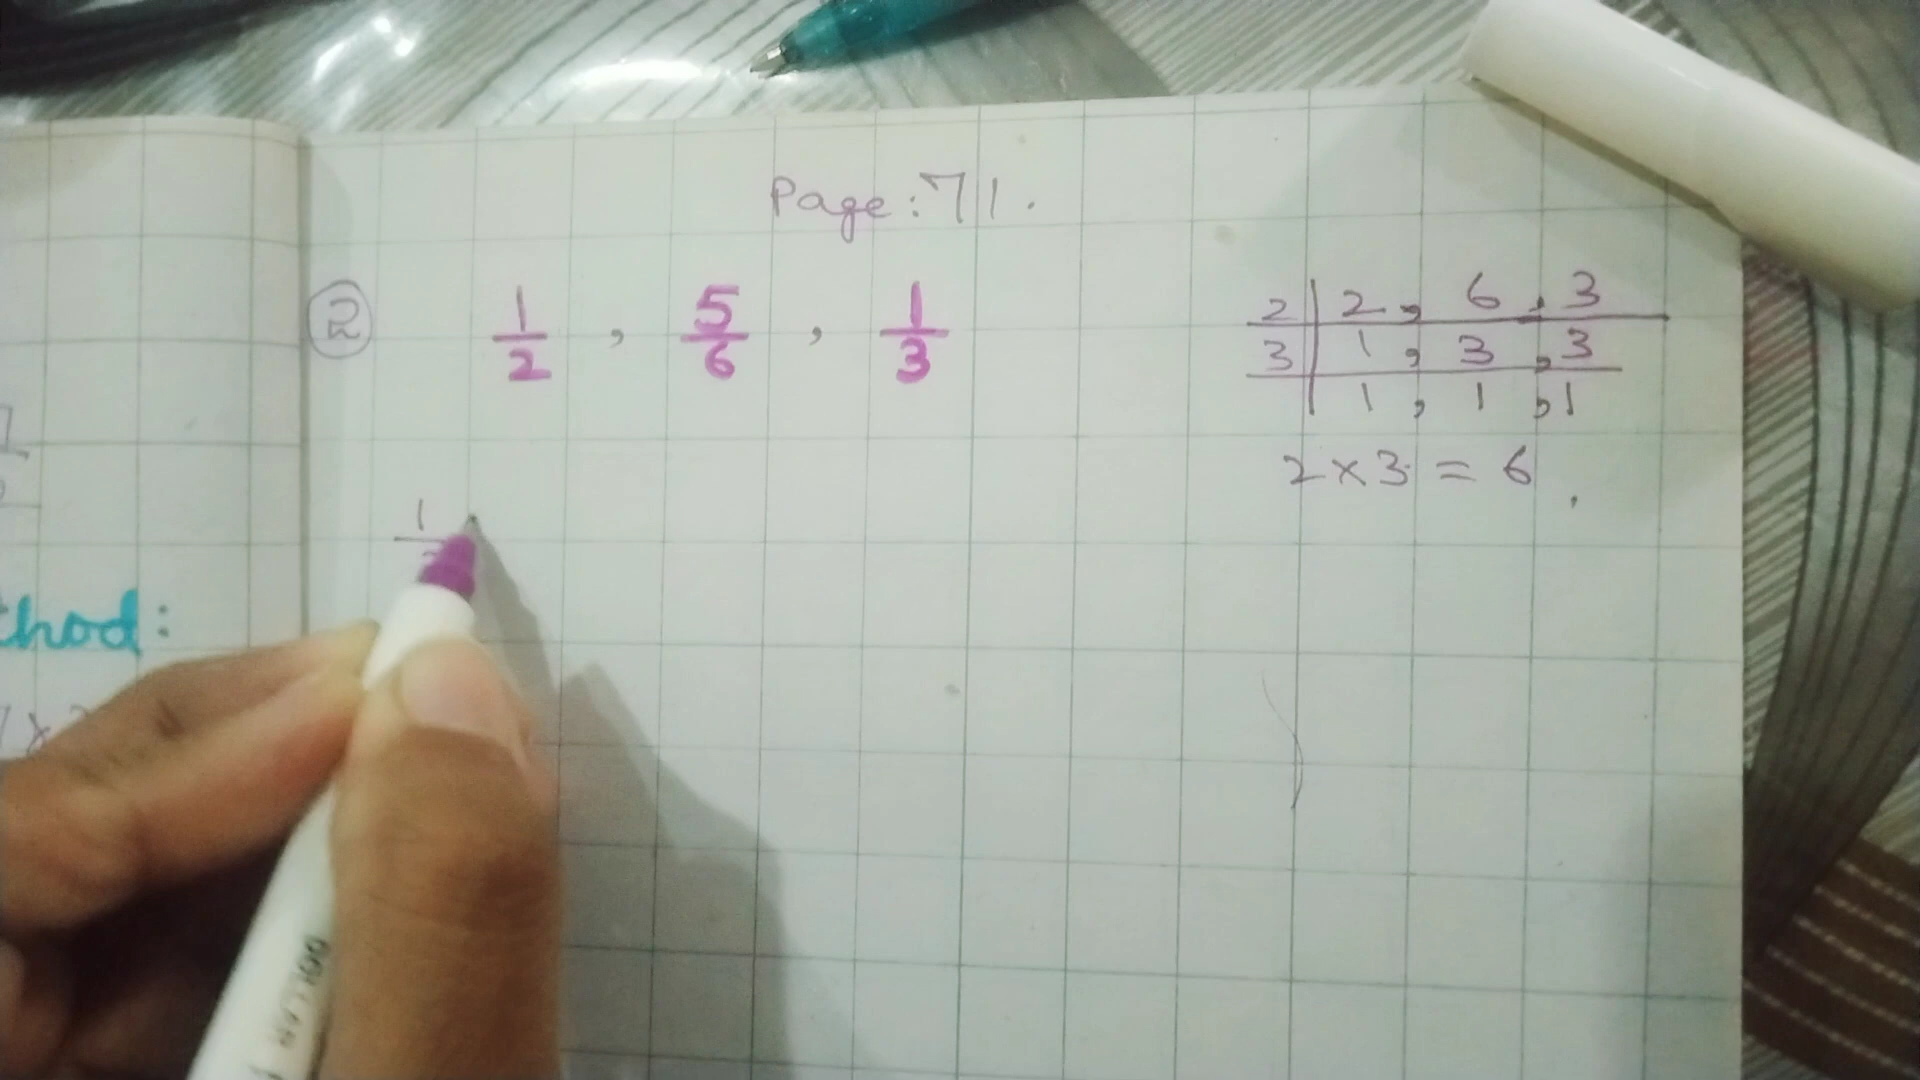 Page: 71.
② 1/2 , 5/6 , 1/3
2 | 2 , 6 , 3
3 | 1 , 3 , 3
1 , 1 , 1
2 × 3 = 6
1
thod: